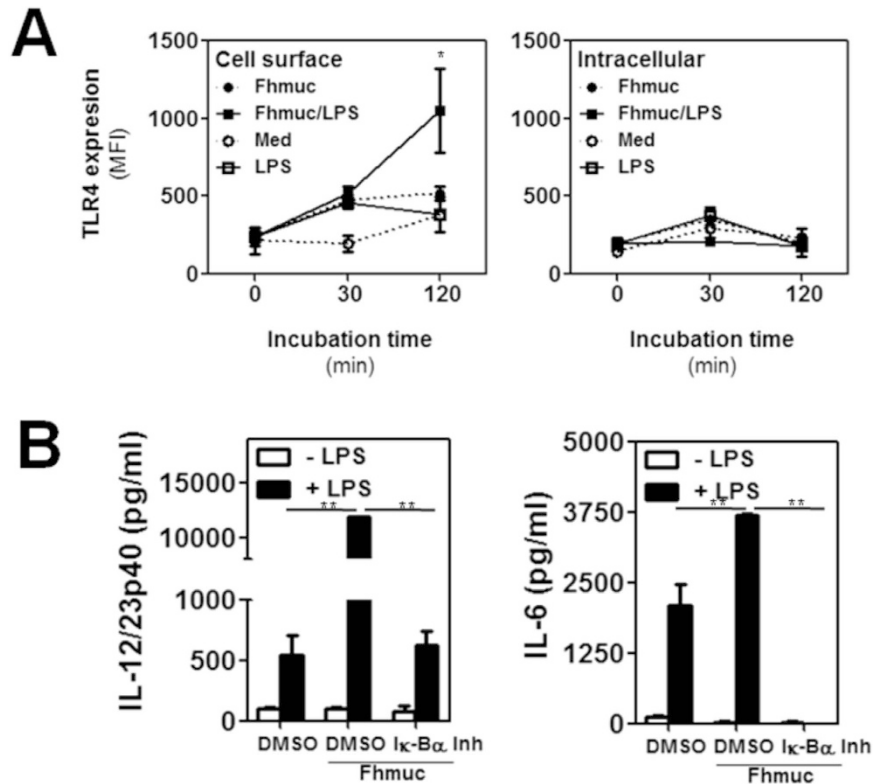 A
TLR4 expresion
(MFI)
1500
1000
500
0
Cell surface
Fhmuc
Fhmuc/LPS
Med
LPS
*
0 30 120
Incubation time
(min)
1500
1000
500
0
Intracellular
Fhmuc
Fhmuc/LPS
Med
LPS
0 30 120
Incubation time
(min)
B
IL-12/23p40 (pg/ml)
15000
10000
1000
500
0
- LPS
+ LPS
** **
DMSO DMSO Iκ-Bα Inh
Fhmuc
IL-6 (pg/ml)
5000
3750
2500
1250
0
- LPS
+ LPS
** **
DMSO DMSO Iκ-Bα Inh
Fhmuc